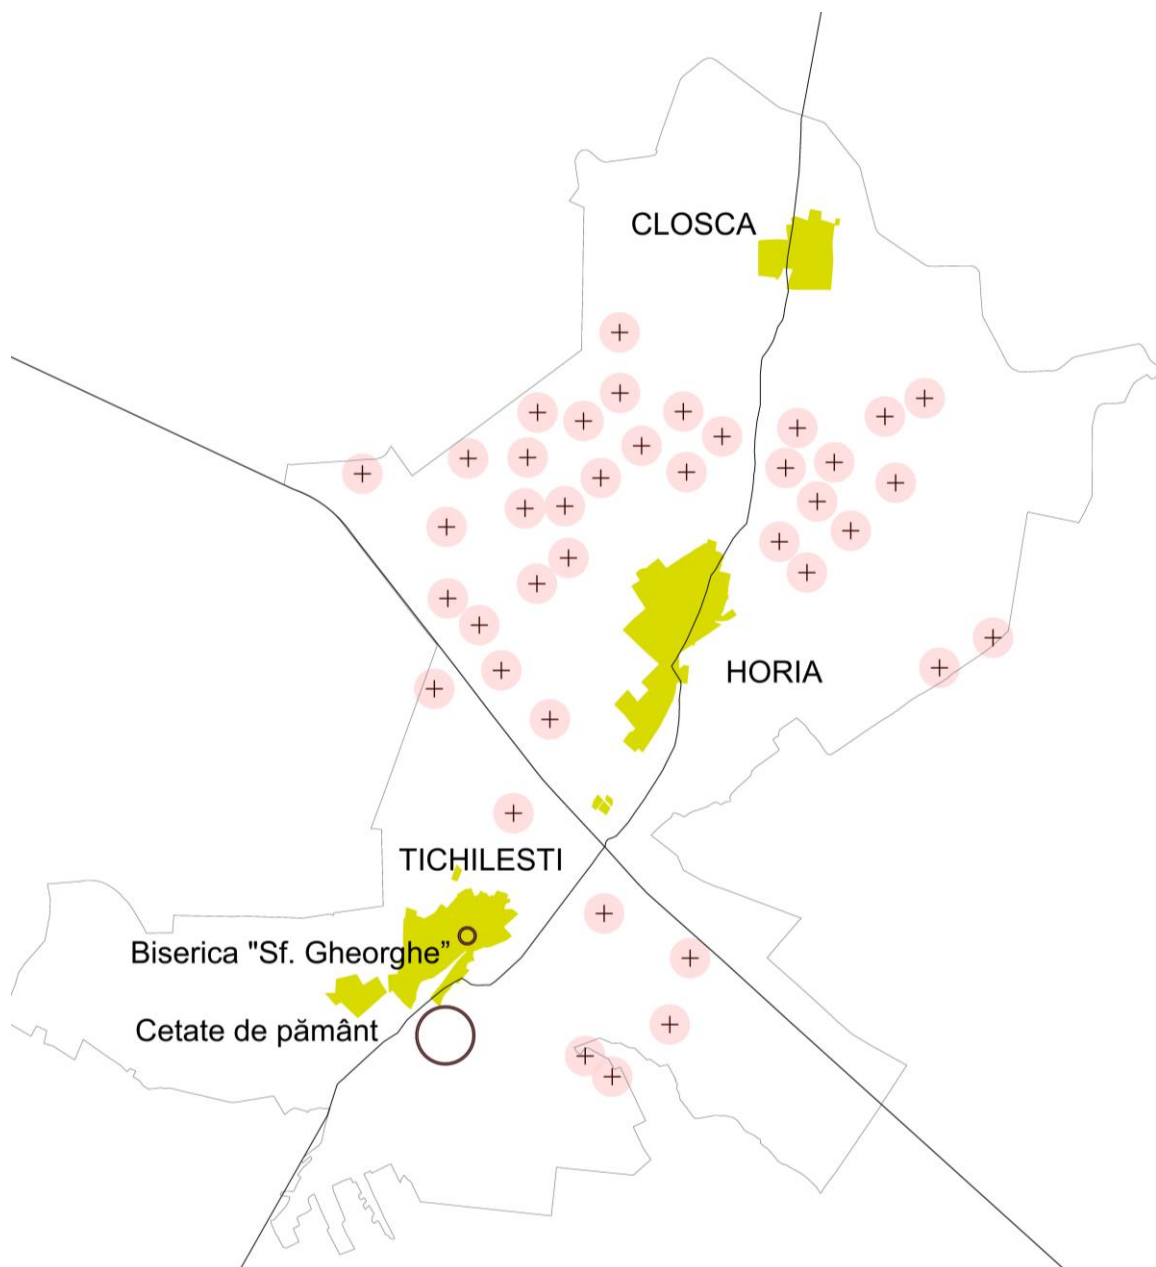 CLOSCA
HORIA
TICHILESTI
Biserica "Sf. Gheorghe”
Cetate de pământ